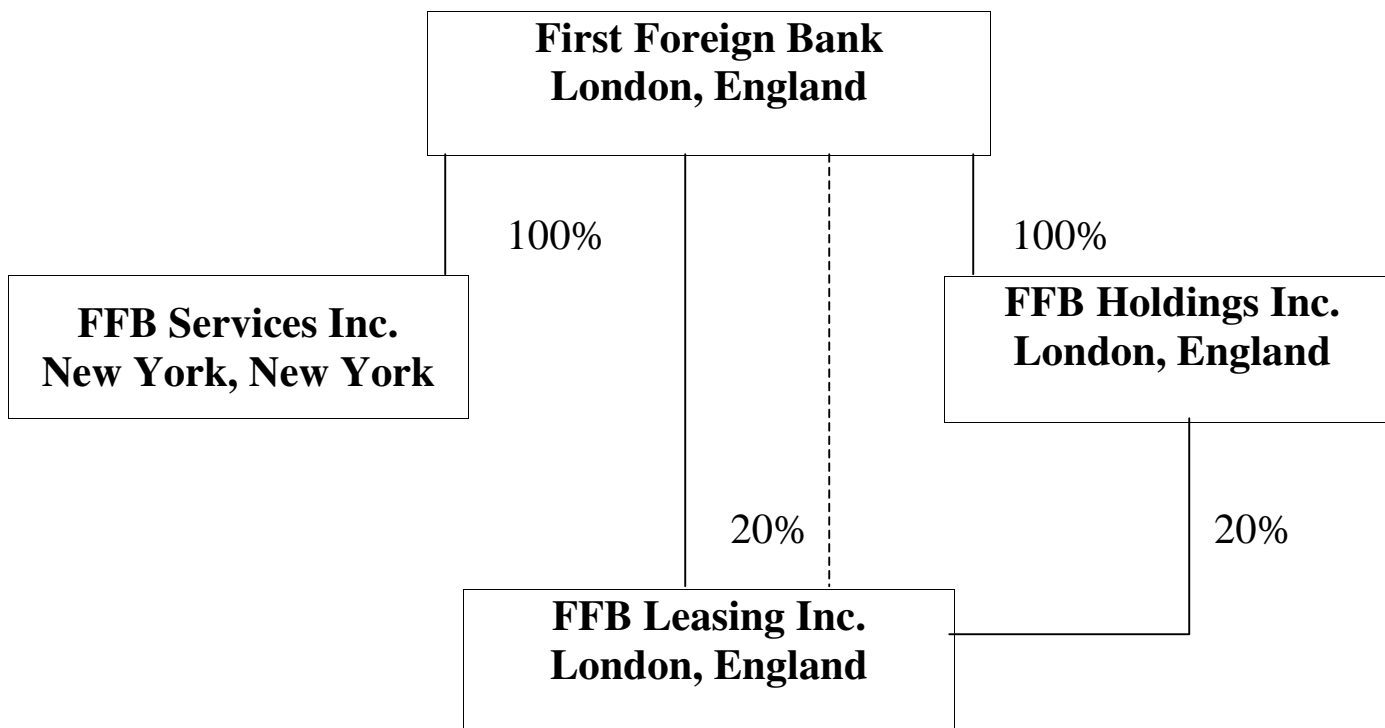 First Foreign Bank
London, England
100%
100%
FFB Services Inc.
New York, New York
FFB Holdings Inc.
London, England
20%
20%
FFB Leasing Inc.
London, England